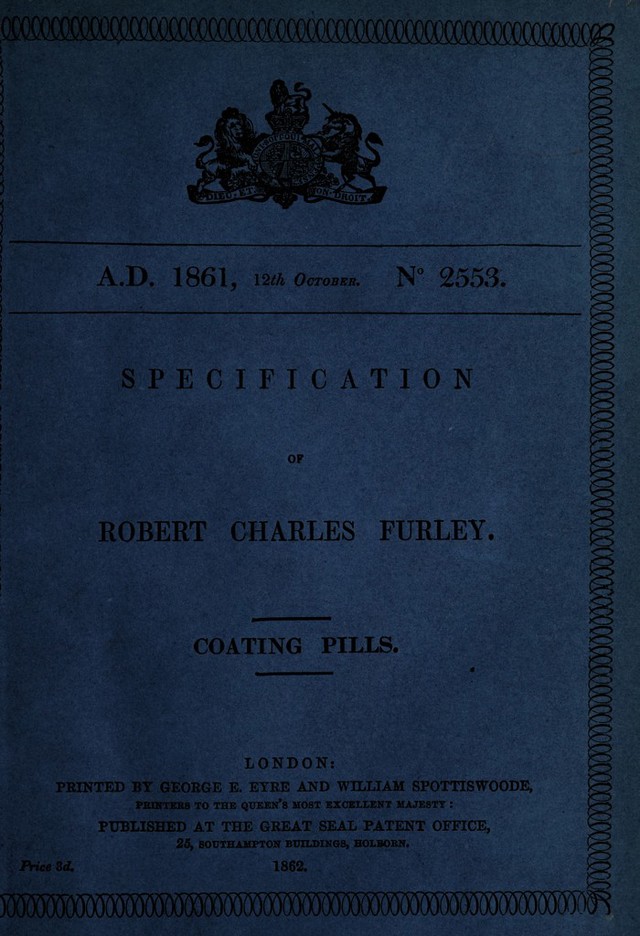 DIEU ET MON DROIT.
A.D. 1861, 12th October. No 2553.
SPECIFICATION
OF
ROBERT CHARLES FURLEY.
COATING PILLS.
LONDON:
PRINTED BY GEORGE E. EYRE AND WILLIAM SPOTTISWOODE,
PRINTERS TO THE QUEEN'S MOST EXCELLENT MAJESTY:
PUBLISHED AT THE GREAT SEAL PATENT OFFICE,
25, SOUTHAMPTON BUILDINGS, HOLBORN.
Price 3d.
1862.